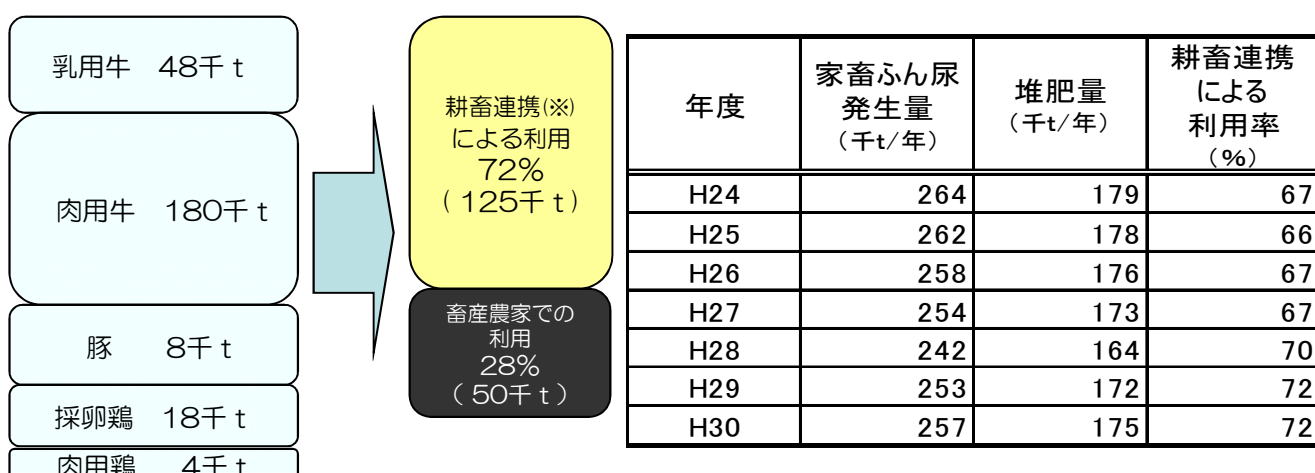 乳用牛 48千ｔ
肉用牛 180千ｔ
豚 8千ｔ
採卵鶏 18千ｔ
肉用鶏 4千ｔ
耕畜連携(※)
による利用
72%
(125千ｔ)
畜産農家での
利用
28%
(50千ｔ)
年度 家畜ふん尿発生量（千t/年） 堆肥量（千t/年） 耕畜連携による利用率（%）
H24 264 179 67
H25 262 178 66
H26 258 176 67
H27 254 173 67
H28 242 164 70
H29 253 172 72
H30 257 175 72